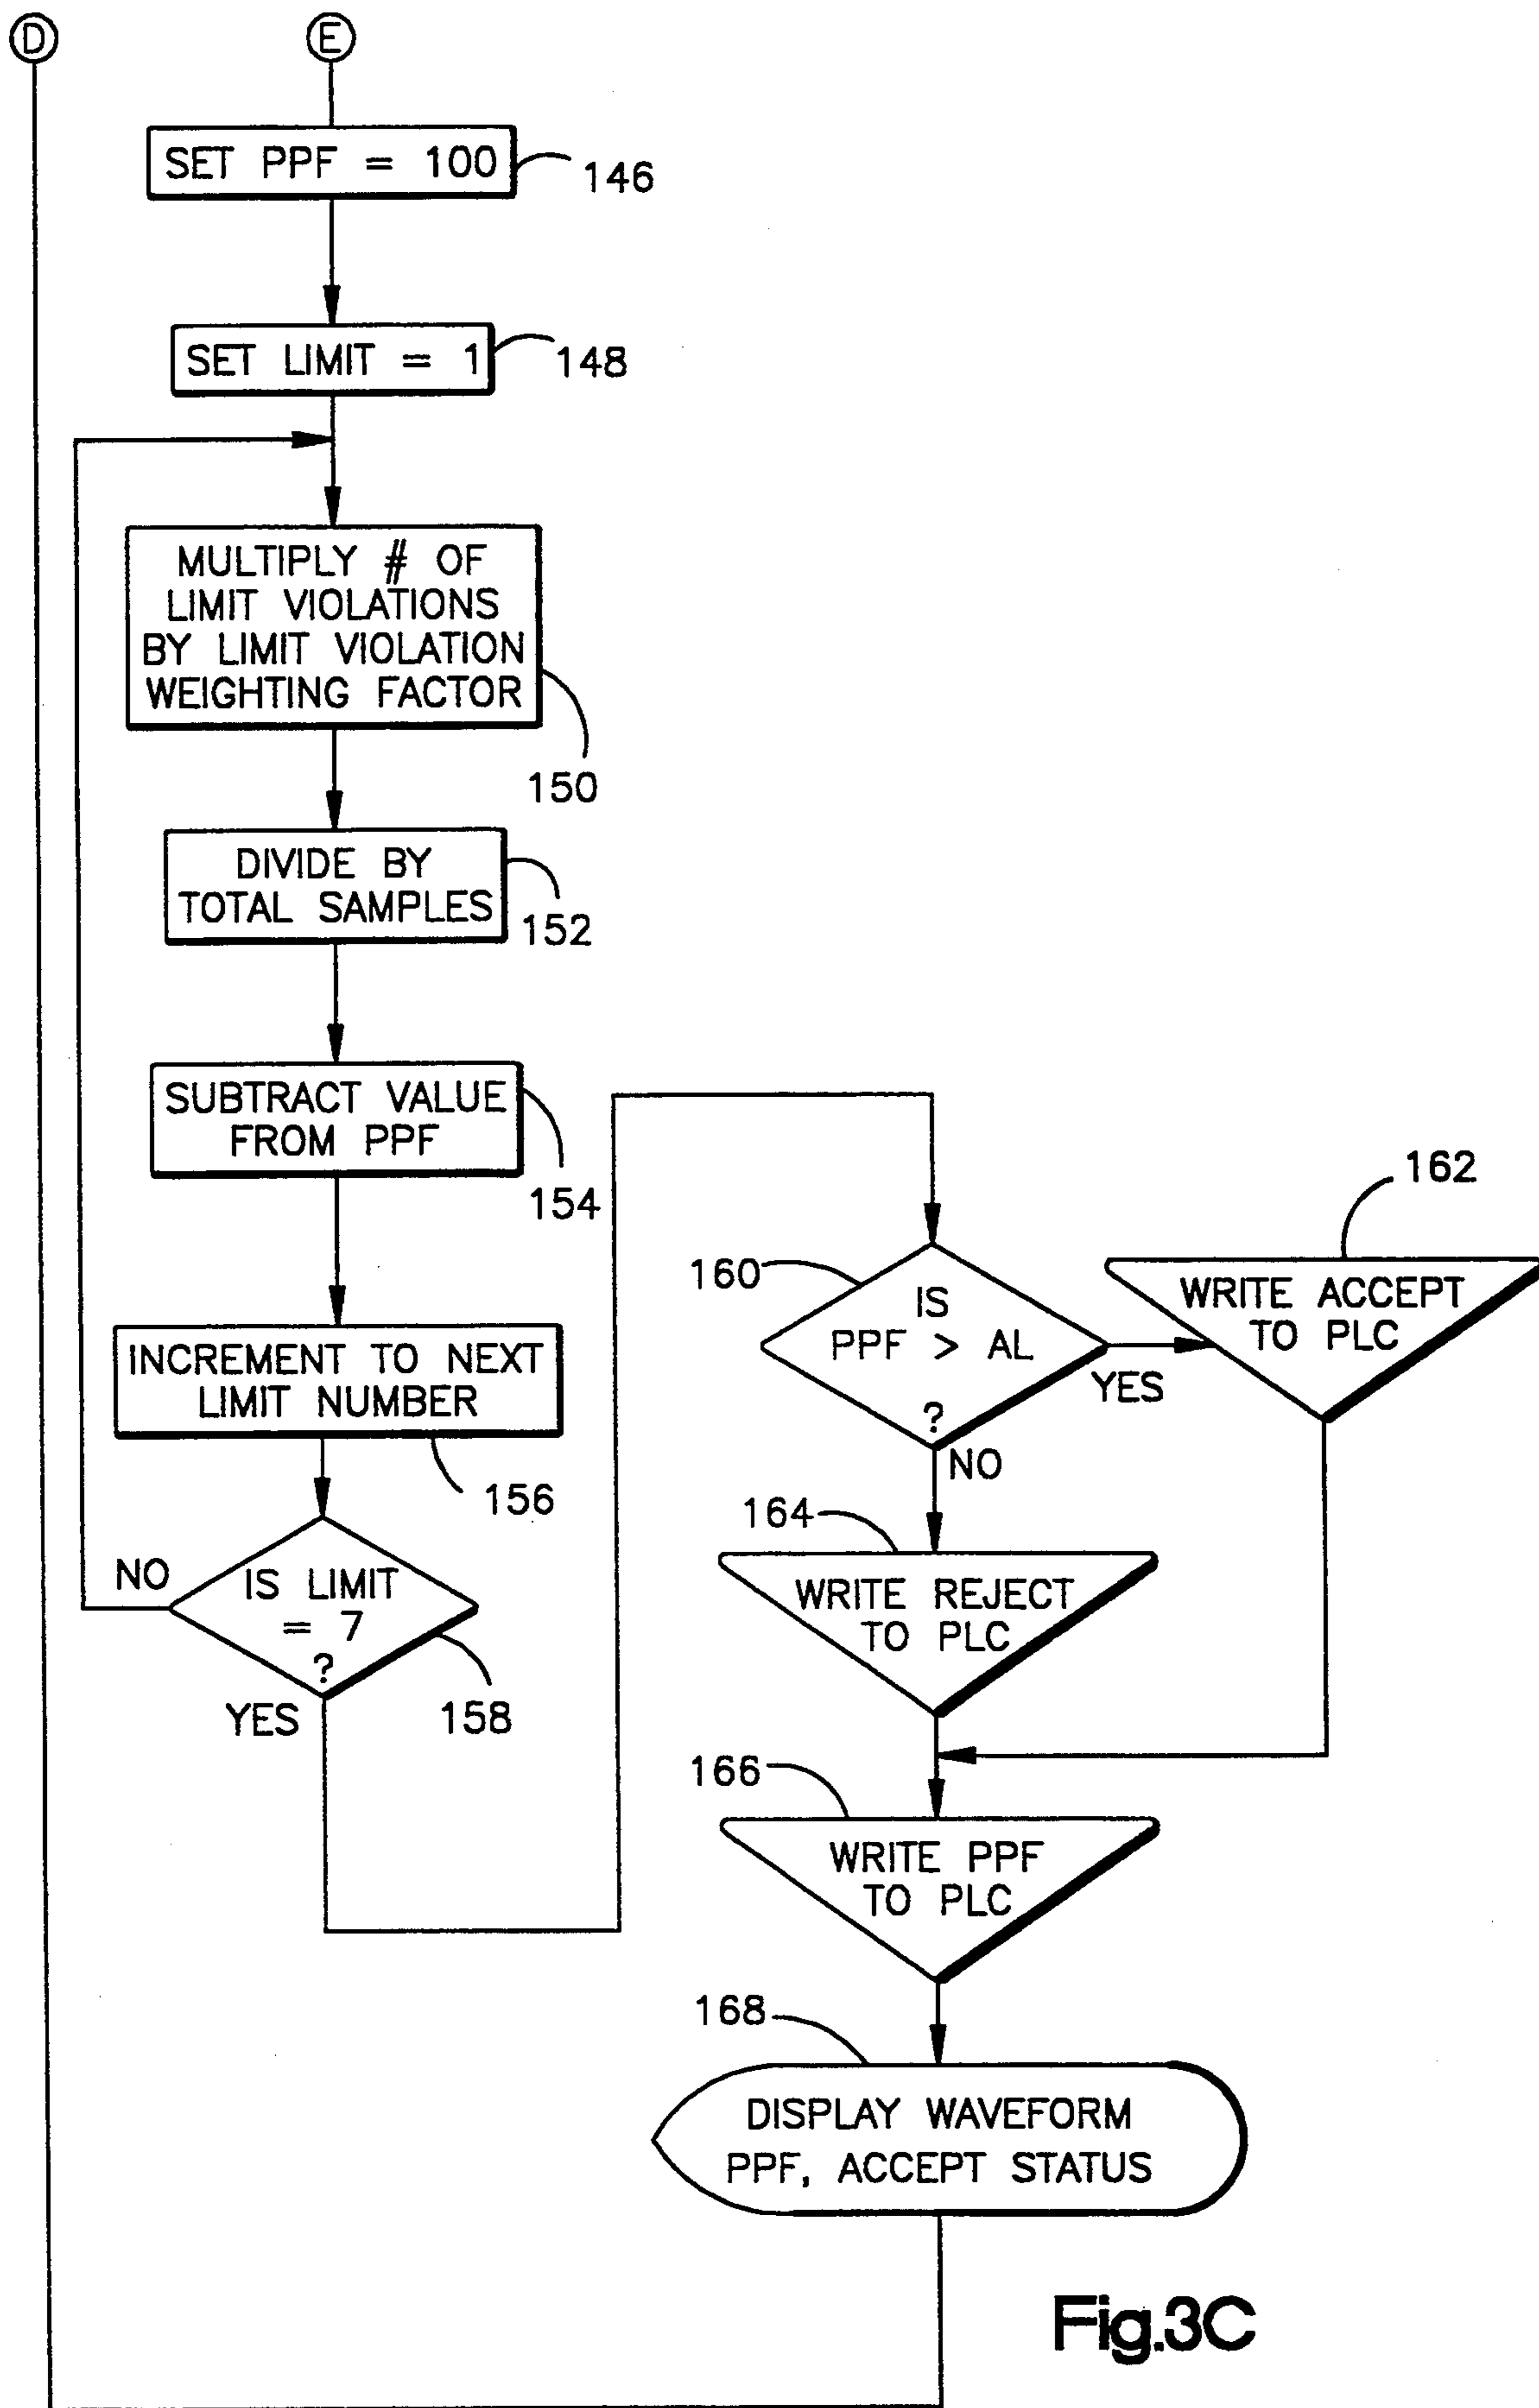 D
E
SET PPF = 100
146
SET LIMIT = 1
148
MULTIPLY # OF
LIMIT VIOLATIONS
BY LIMIT VIOLATION
WEIGHTING FACTOR
150
DIVIDE BY
TOTAL SAMPLES
152
SUBTRACT VALUE
FROM PPF
154
INCREMENT TO NEXT
LIMIT NUMBER
156
IS LIMIT
= 7
?
NO
YES
158
160
IS
PPF > AL
?
YES
NO
162
WRITE ACCEPT
TO PLC
164
WRITE REJECT
TO PLC
166
WRITE PPF
TO PLC
168
DISPLAY WAVEFORM
PPF, ACCEPT STATUS
Fig.3C